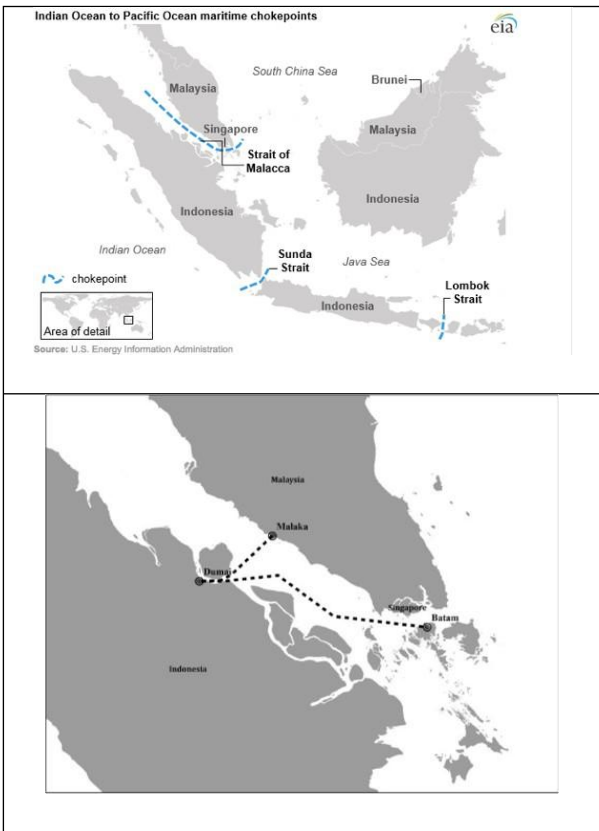 Indian Ocean to Pacific Ocean maritime chokepoints
eia
South China Sea
Malaysia
Brunei
Singapore
Malaysia
Strait of
Malacca
Indonesia
Indonesia
Indian Ocean
Sunda
Strait
Java Sea
chokepoint
Lombok
Strait
Indonesia
Area of detail
Source: U.S. Energy Information Administration
Malaysia
Malaka
Dumai
Singapore
Batam
Indonesia